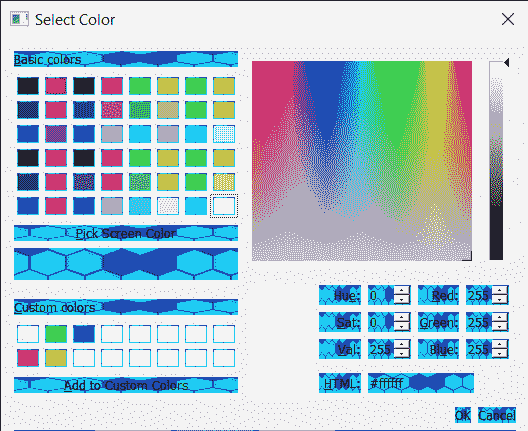 Select Color
Basic colors
Pick Screen Color
Custom colors
Add to Custom Colors
Hue: 0 Red: 255
Sat: 0 Green: 255
Val: 255 Blue: 255
HTML: #ffffff
OK Cancel